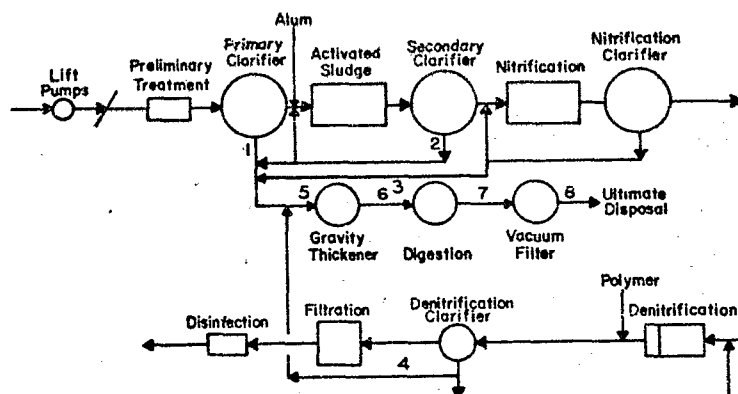 Alum
Primary
Clarifier
Activated
Sludge
Secondary
Clarifier
Nitrification
Nitrification
Clarifier
Lift
Pumps
Preliminary
Treatment
1
2
5
6
3
7
8
Ultimate
Disposal
Gravity
Thickener
Digestion
Vacuum
Filter
Polymer
Disinfection
Filtration
Denitrification
Clarifier
Denitrification
4